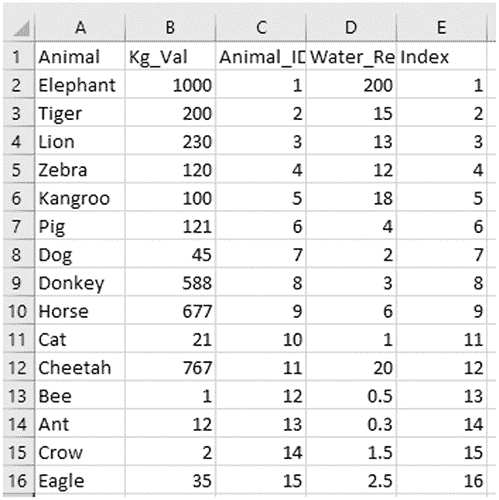 A B C D E
1 Animal Kg_Val Animal_ID Water_Re Index
2 Elephant 1000 1 200 1
3 Tiger 200 2 15 2
4 Lion 230 3 13 3
5 Zebra 120 4 12 4
6 Kangroo 100 5 18 5
7 Pig 121 6 4 6
8 Dog 45 7 2 7
9 Donkey 588 8 3 8
10 Horse 677 9 6 9
11 Cat 21 10 1 11
12 Cheetah 767 11 20 12
13 Bee 1 12 0.5 13
14 Ant 12 13 0.3 14
15 Crow 2 14 1.5 15
16 Eagle 35 15 2.5 16